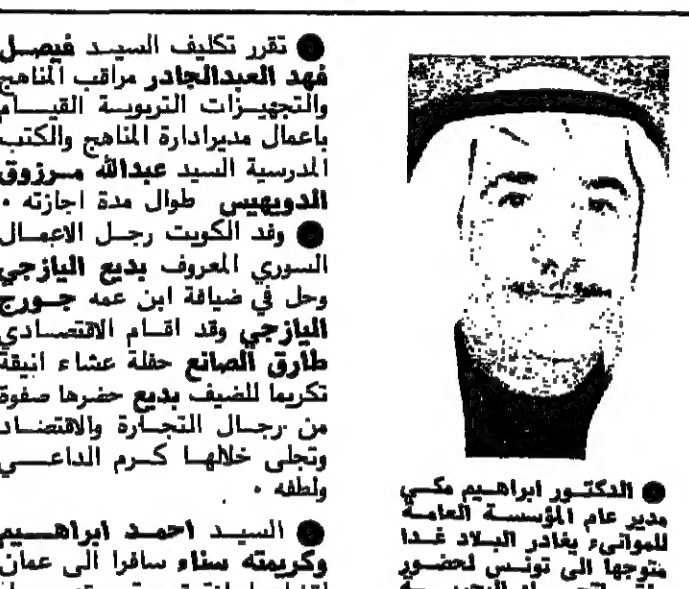 ● الدكتور ابراهيم مكي
مدير عام المؤسسة العامة
للموانيء يغادر البلاد غدا
متوجها الى تونس لحضور
● تقرر تكليف السيد فيصل
فهد العبدالجادر مراقب المناهج
والتجهيزات التربوية القيام
باعمال مديرادارة المناهج والكتب
المدرسية السيد عبدالله مرزوق
الدويهيس طوال مدة اجازته •
● وفد الكويت رجل الاعمال
السوري المعروف بديع اليازجي
وحل في ضيافة ابن عمه جورج
اليازجي وقد اقام الاقتصادي
طارق الصانع حفلة عشاء انيقة
تكريما للضيف بديع حضرها صفوة
من رجال التجارة والاقتصاد
وتجلى خلالها كرم الداعي
ولطفه •
● السيد احمد ابراهيم
وكريمته سناء سافرا الى عمان